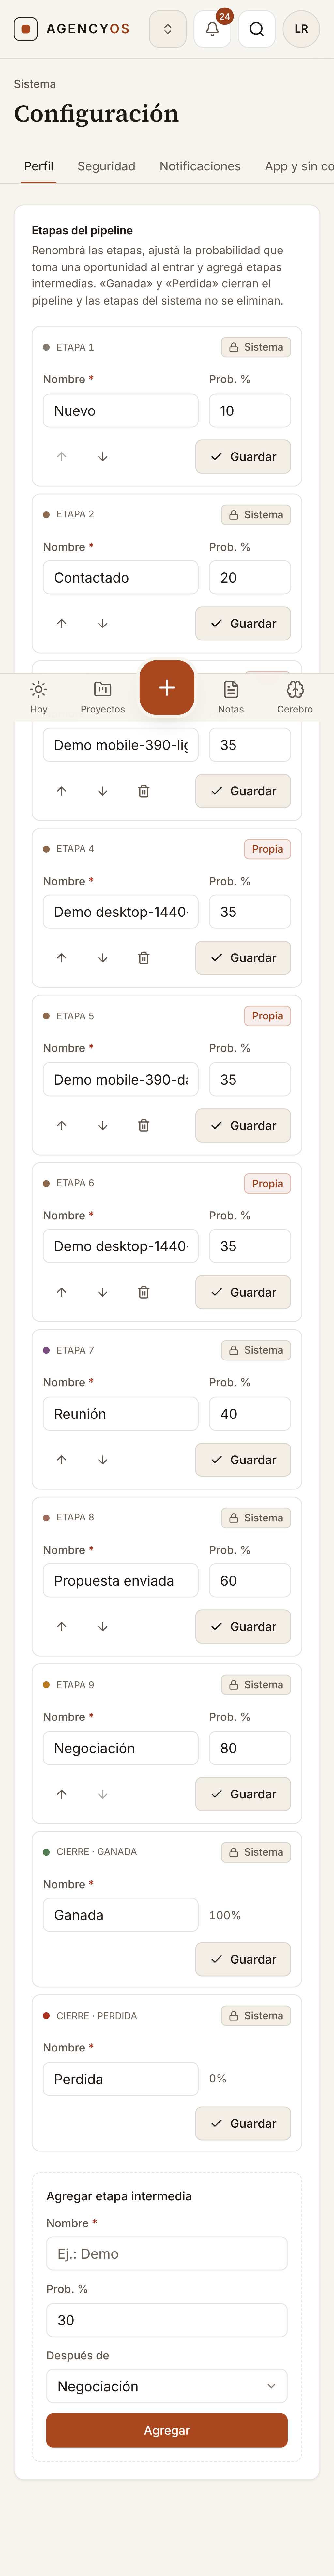 AGENCYOS
24
LR
Sistema
Configuración
Perfil Seguridad Notificaciones App y sin co
Etapas del pipeline
Renombrá las etapas, ajustá la probabilidad que
toma una oportunidad al entrar y agregá etapas
intermedias. «Ganada» y «Perdida» cierran el
pipeline y las etapas del sistema no se eliminan.
ETAPA 1 Sistema
Nombre * Prob. %
Nuevo 10
Guardar
ETAPA 2 Sistema
Nombre * Prob. %
Contactado 20
Guardar
Hoy Proyectos Notas Cerebro
Demo mobile-390-lig 35
Guardar
ETAPA 4 Propia
Nombre * Prob. %
Demo desktop-1440- 35
Guardar
ETAPA 5 Propia
Nombre * Prob. %
Demo mobile-390-da 35
Guardar
ETAPA 6 Propia
Nombre * Prob. %
Demo desktop-1440- 35
Guardar
ETAPA 7 Sistema
Nombre * Prob. %
Reunión 40
Guardar
ETAPA 8 Sistema
Nombre * Prob. %
Propuesta enviada 60
Guardar
ETAPA 9 Sistema
Nombre * Prob. %
Negociación 80
Guardar
CIERRE · GANADA Sistema
Nombre *
Ganada 100%
Guardar
CIERRE · PERDIDA Sistema
Nombre *
Perdida 0%
Guardar
Agregar etapa intermedia
Nombre *
Ej.: Demo
Prob. %
30
Después de
Negociación
Agregar